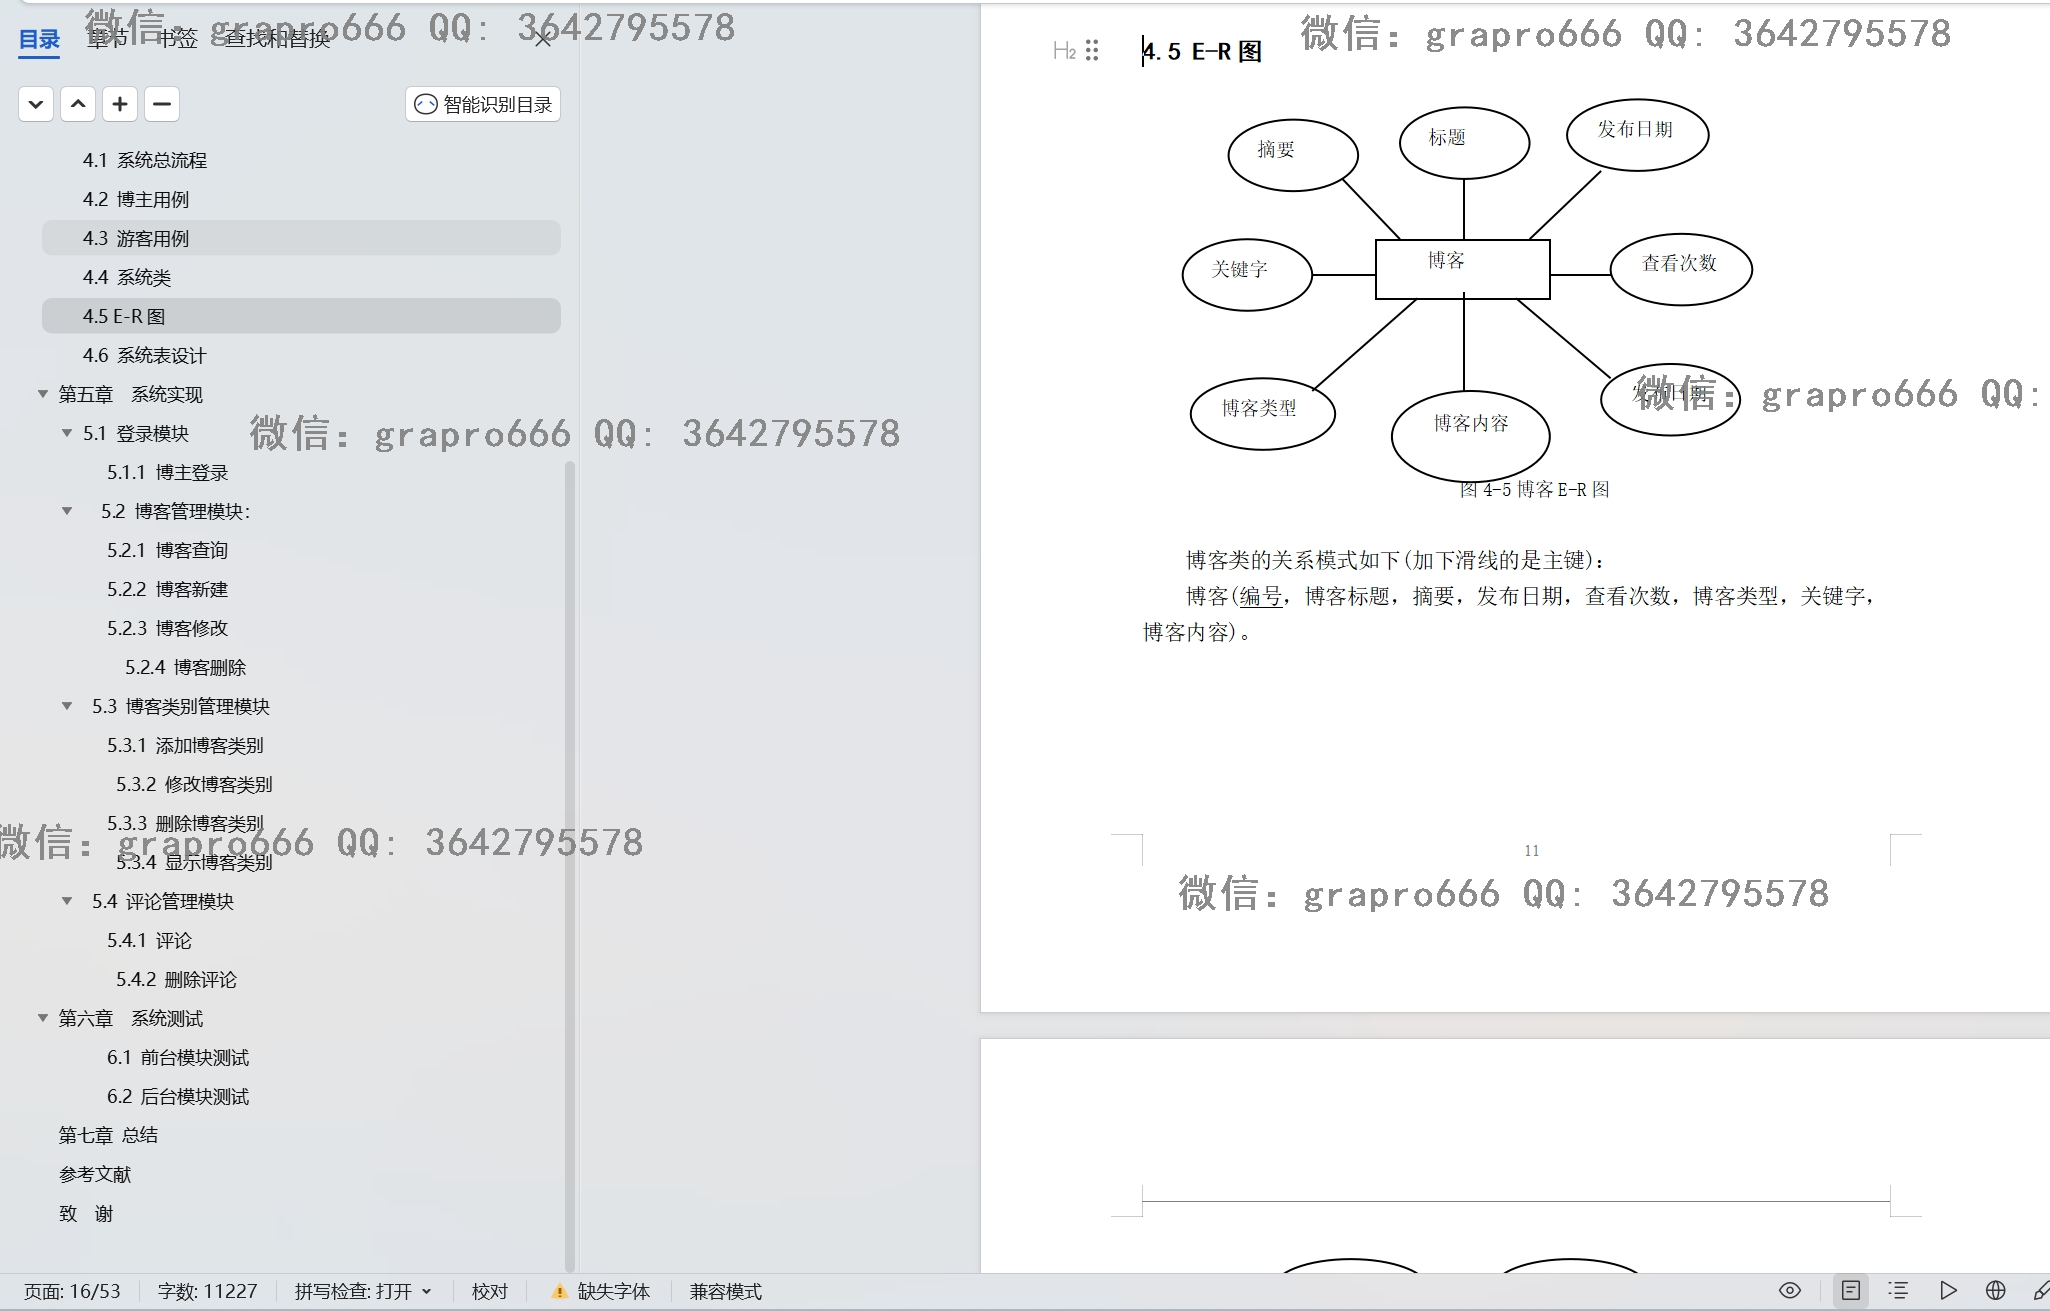 目录 章节 书签 查找和替换
微信：grapro666 QQ: 3642795578
智能识别目录
4.1 系统总流程
4.2 博主用例
4.3 游客用例
4.4 系统类
4.5 E-R 图
4.6 系统表设计
第五章 系统实现
5.1 登录模块
微信：grapro666 QQ: 3642795578
5.1.1 博主登录
5.2 博客管理模块：
5.2.1 博客查询
5.2.2 博客新建
5.2.3 博客修改
5.2.4 博客删除
5.3 博客类别管理模块
5.3.1 添加博客类别
5.3.2 修改博客类别
5.3.3 删除博客类别
微信：grapro666 QQ: 3642795578
5.3.4 显示博客类别
5.4 评论管理模块
5.4.1 评论
5.4.2 删除评论
第六章 系统测试
6.1 前台模块测试
6.2 后台模块测试
第七章 总结
参考文献
致 谢
微信：grapro666 QQ: 3642795578
H2
4.5 E-R 图
摘要
标题
发布日期
关键字
博客
查看次数
博客类型
博客内容
发布日期
微信：grapro666 QQ:
图 4-5 博客 E-R 图
博客类的关系模式如下(加下滑线的是主键)：
博客(编号，博客标题，摘要，发布日期，查看次数，博客类型，关键字，
博客内容)。
11
微信：grapro666 QQ: 3642795578
页面: 16/53 字数: 11227 拼写检查: 打开 校对 缺失字体 兼容模式